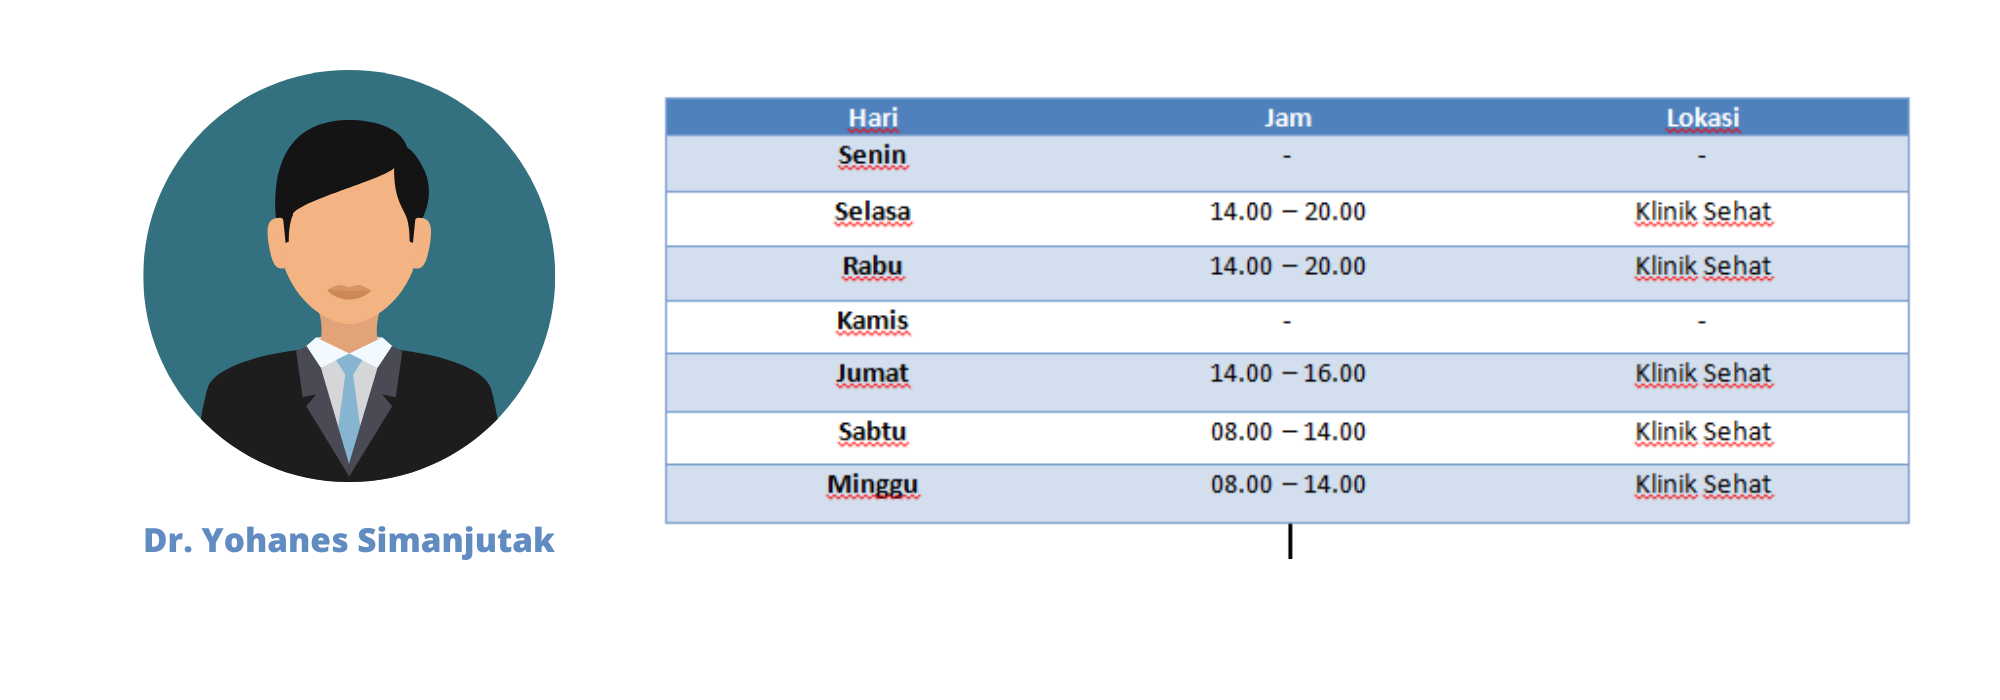 Hari Jam Lokasi
Senin - -
Selasa 14.00 – 20.00 Klinik Sehat
Rabu 14.00 – 20.00 Klinik Sehat
Kamis - -
Jumat 14.00 – 16.00 Klinik Sehat
Sabtu 08.00 – 14.00 Klinik Sehat
Minggu 08.00 – 14.00 Klinik Sehat
Dr. Yohanes Simanjutak